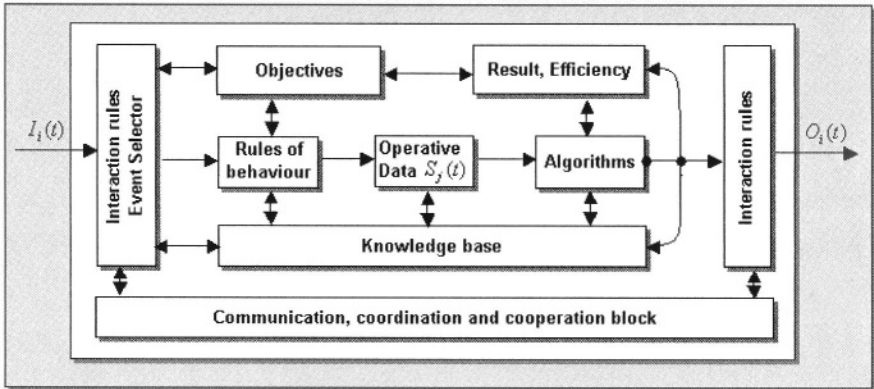 Objectives
Result, Efficiency
Interaction rules
Event Selector
I_i(t)
Rules of
behaviour
Operative
Data S_j(t)
Algorithms
Interaction rules
O_i(t)
Knowledge base
Communication, coordination and cooperation block